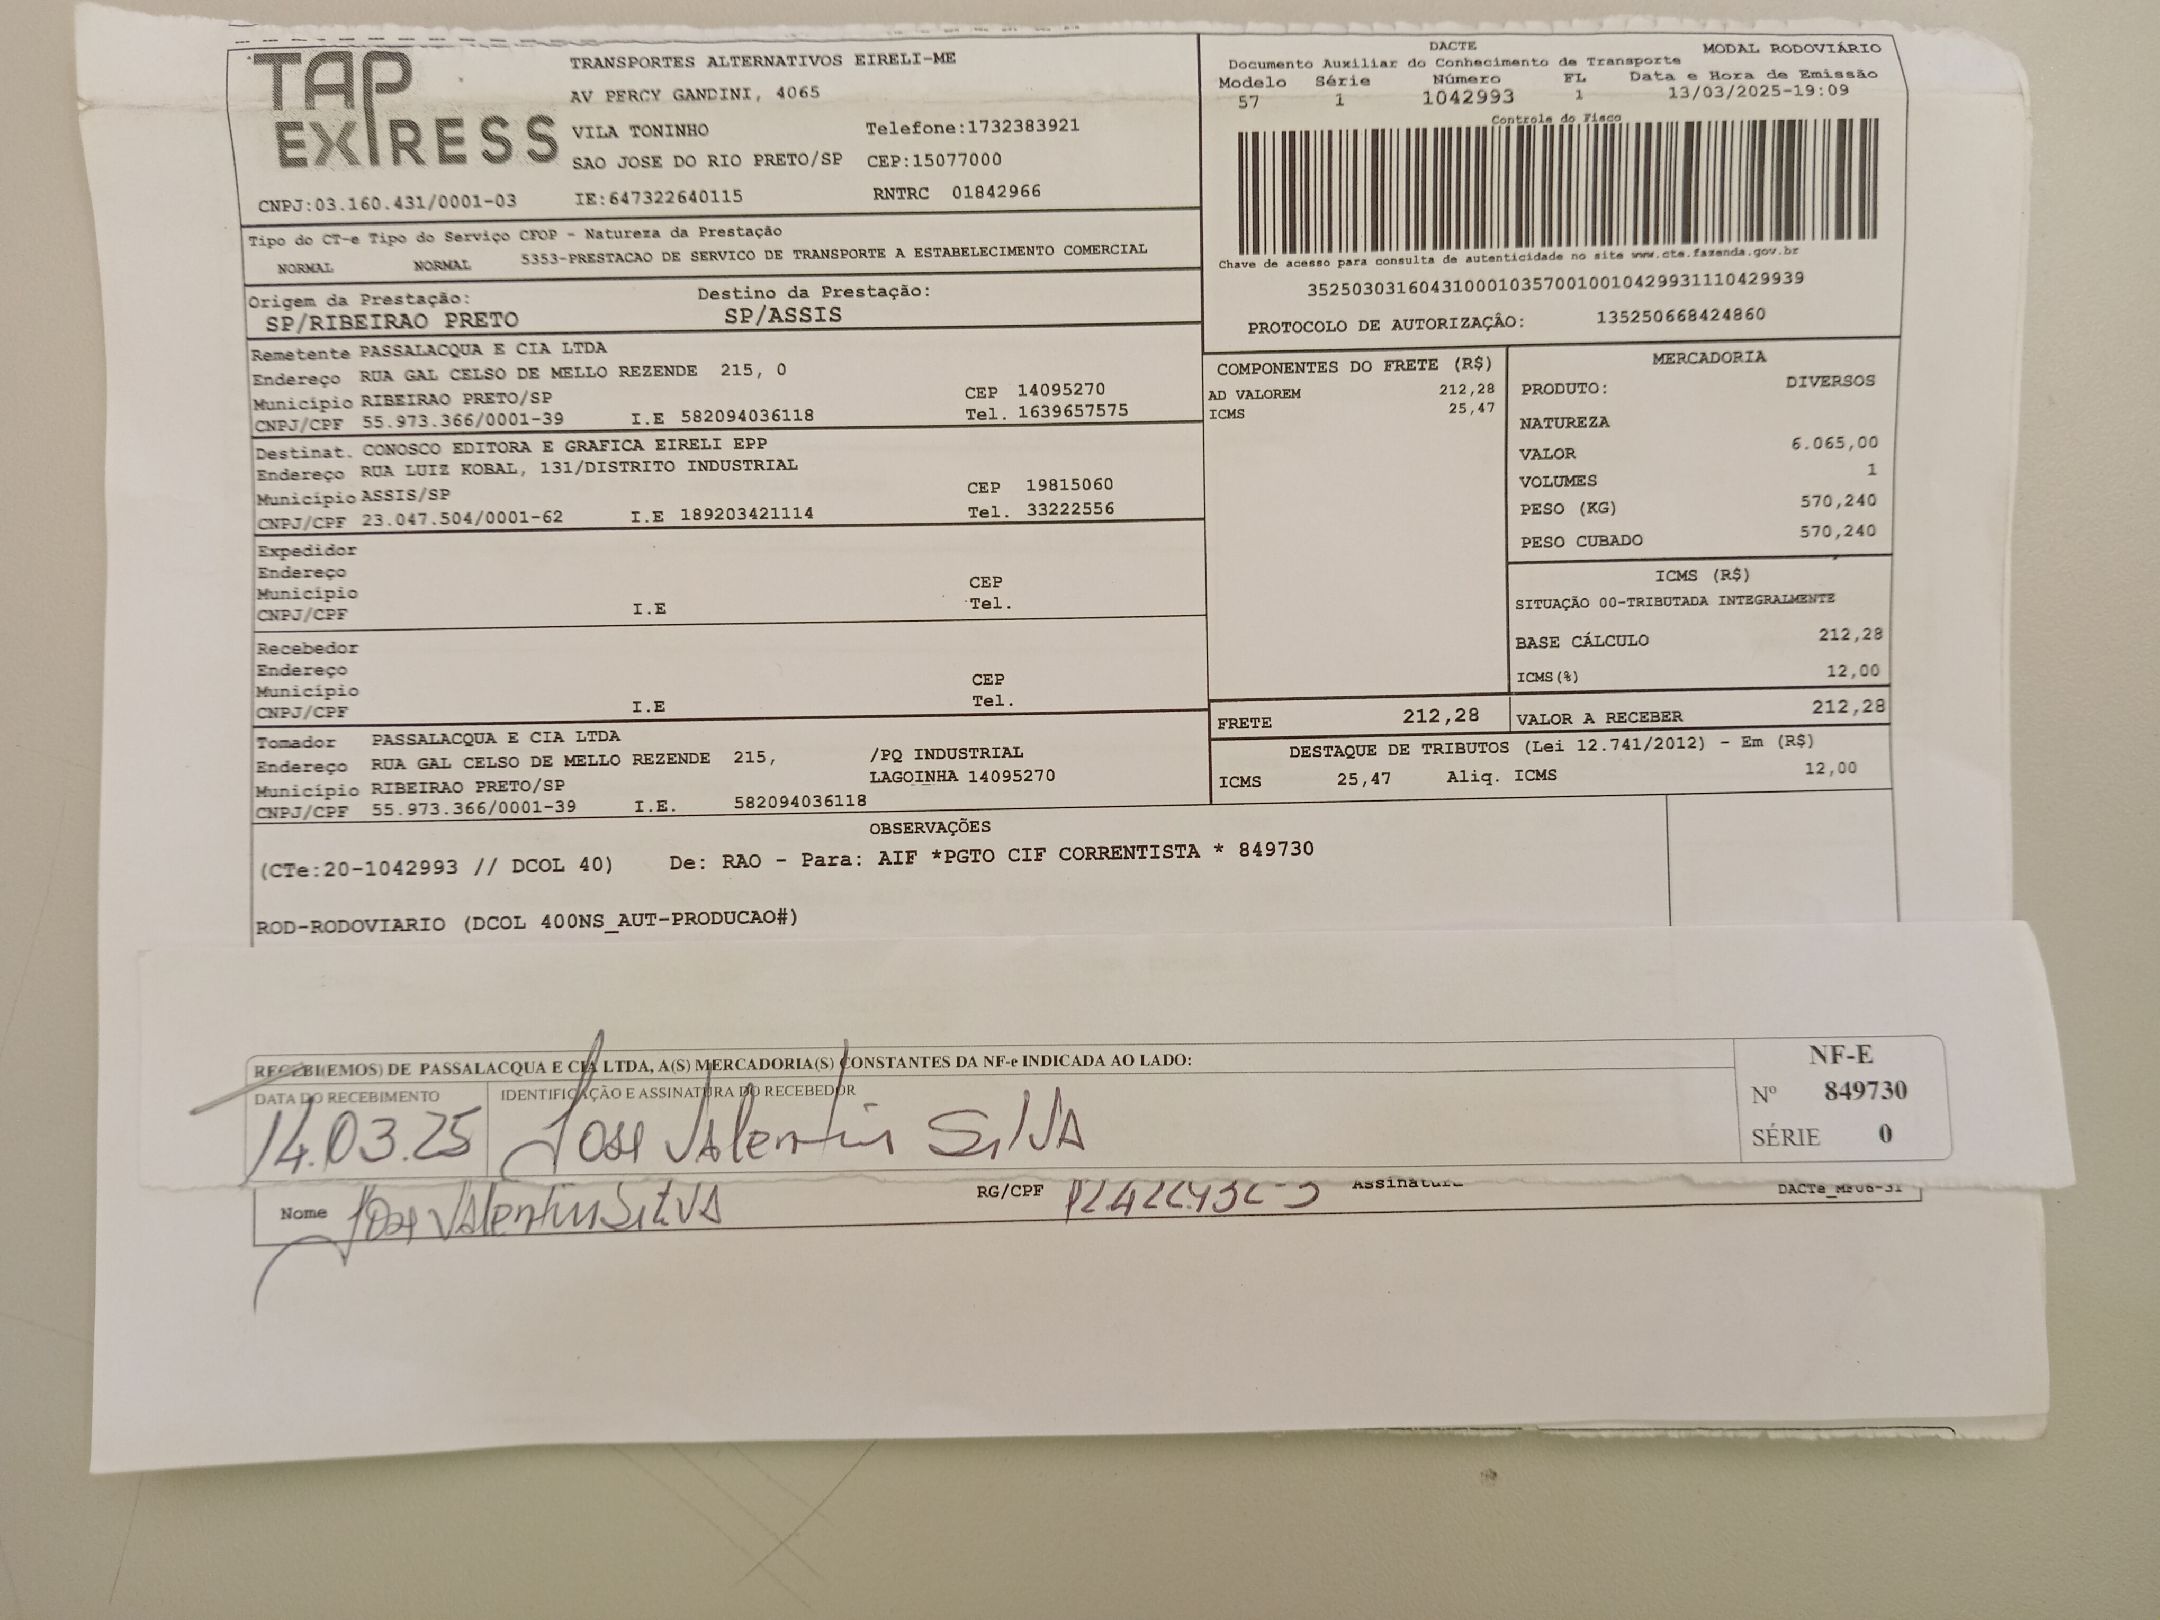 TAP EXPRESS
TRANSPORTES ALTERNATIVOS EIRELI-ME
AV PERCY GANDINI, 4065
VILA TONINHO Telefone:1732383921
SAO JOSE DO RIO PRETO/SP CEP:15077000
CNPJ:03.160.431/0001-03 IE:647322640115 RNTRC 01842966
DACTE MODAL RODOVIÁRIO
Documento Auxiliar do Conhecimento de Transporte
Modelo Série Número FL Data e Hora de Emissão
57 1 1042993 1 13/03/2025-19:09
Controle do Fisco
Chave de acesso para consulta de autenticidade no site www.cte.fazenda.gov.br
35250303160431000103570010010429931110429939
PROTOCOLO DE AUTORIZAÇÂO: 135250668424860
Tipo do CT-e Tipo do Serviço CFOP - Natureza da Prestação
NORMAL NORMAL 5353-PRESTACAO DE SERVICO DE TRANSPORTE A ESTABELECIMENTO COMERCIAL
Origem da Prestação: Destino da Prestação:
SP/RIBEIRAO PRETO SP/ASSIS
Remetente PASSALACQUA E CIA LTDA
Endereço RUA GAL CELSO DE MELLO REZENDE 215, 0
Município RIBEIRAO PRETO/SP CEP 14095270
CNPJ/CPF 55.973.366/0001-39 I.E 582094036118 Tel. 1639657575
Destinat. CONOSCO EDITORA E GRAFICA EIRELI EPP
Endereço RUA LUIZ KOBAL, 131/DISTRITO INDUSTRIAL
Município ASSIS/SP CEP 19815060
CNPJ/CPF 23.047.504/0001-62 I.E 189203421114 Tel. 33222556
Expedidor
Endereço
Município CEP
CNPJ/CPF I.E Tel.
Recebedor
Endereço
Município CEP
CNPJ/CPF I.E Tel.
Tomador PASSALACQUA E CIA LTDA
Endereço RUA GAL CELSO DE MELLO REZENDE 215, /PQ INDUSTRIAL
Município RIBEIRAO PRETO/SP LAGOINHA 14095270
CNPJ/CPF 55.973.366/0001-39 I.E. 582094036118
COMPONENTES DO FRETE (R$)
AD VALOREM 212,28
ICMS 25,47
MERCADORIA
PRODUTO: DIVERSOS
NATUREZA
VALOR 6.065,00
VOLUMES 1
PESO (KG) 570,240
PESO CUBADO 570,240
ICMS (R$)
SITUAÇÃO 00-TRIBUTADA INTEGRALMENTE
BASE CÁLCULO 212,28
ICMS(%) 12,00
FRETE 212,28 VALOR A RECEBER 212,28
DESTAQUE DE TRIBUTOS (Lei 12.741/2012) - Em (R$)
ICMS 25,47 Aliq. ICMS 12,00
OBSERVAÇÕES
(CTe:20-1042993 // DCOL 40) De: RAO - Para: AIF *PGTO CIF CORRENTISTA * 849730
ROD-RODOVIARIO (DCOL 400NS_AUT-PRODUCAO#)
RECEBI(EMOS) DE PASSALACQUA E CIA LTDA, A(S) MERCADORIA(S) CONSTANTES DA NF-e INDICADA AO LADO:
DATA DO RECEBIMENTO IDENTIFICAÇÃO E ASSINATURA DO RECEBEDOR
14.03.25 Jose Valentin Silva
NF-E
Nº 849730
SÉRIE 0
Nome Jose Valentin Silva RG/CPF Assinatura